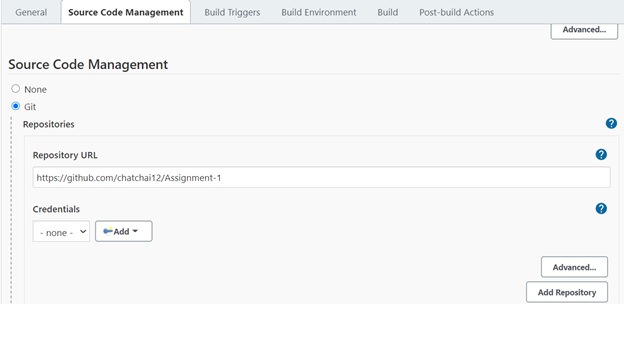 General Source Code Management Build Triggers Build Environment Build Post-build Actions
Advanced...
Source Code Management
None
Git
Repositories ?
Repository URL ?
https://github.com/chatchai12/Assignment-1
Credentials ?
- none - Add
Advanced...
Add Repository